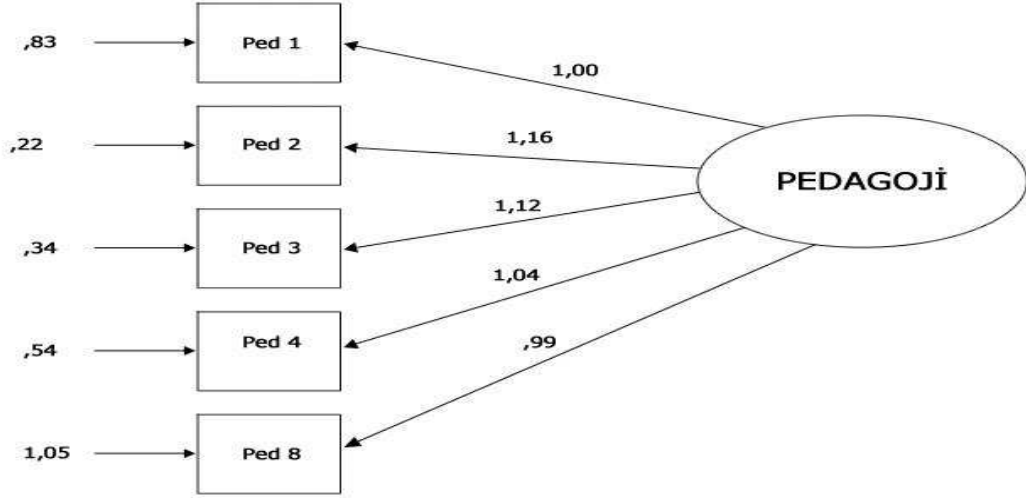 ,83
Ped 1
1,00
,22
Ped 2
1,16
PEDAGOJİ
,34
Ped 3
1,12
,54
Ped 4
1,04
1,05
Ped 8
,99